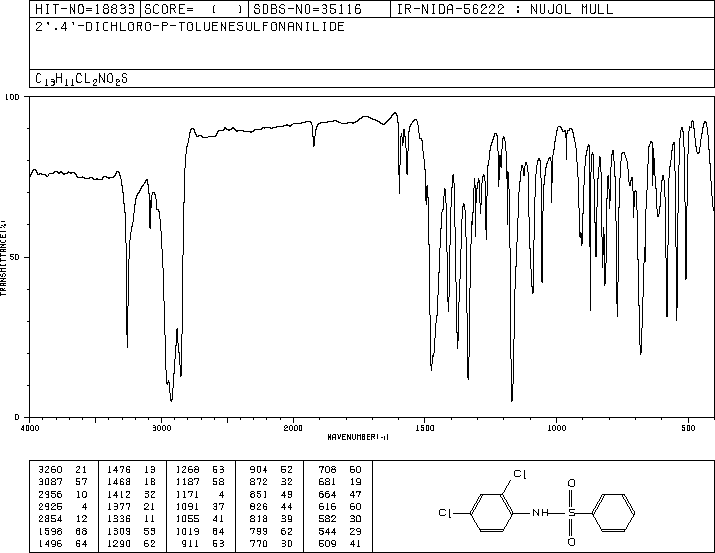 HIT-NO=18833 SCORE= ( ) SDBS-NO=35116 IR-NIDA-56222 : NUJOL MULL
2'.4'-DICHLORO-P-TOLUENESULFONANILIDE
C13H11CL2NO2S
100
50
0
TRANSMITTANCE(%)
4000 3000 2000 1500 1000 500
WAVENUMBER(-1)
3260 21 1476 13 1268 53 904 52 708 60
3087 57 1468 18 1187 58 872 32 681 19
2956 10 1412 32 1171 4 851 49 664 47
2925 4 1377 21 1091 37 826 44 616 60
2854 12 1336 11 1055 41 818 39 582 30
1598 68 1309 59 1019 64 799 62 544 29
1496 64 1290 62 911 53 770 30 509 41
Cl
Cl
NH
S
O
O